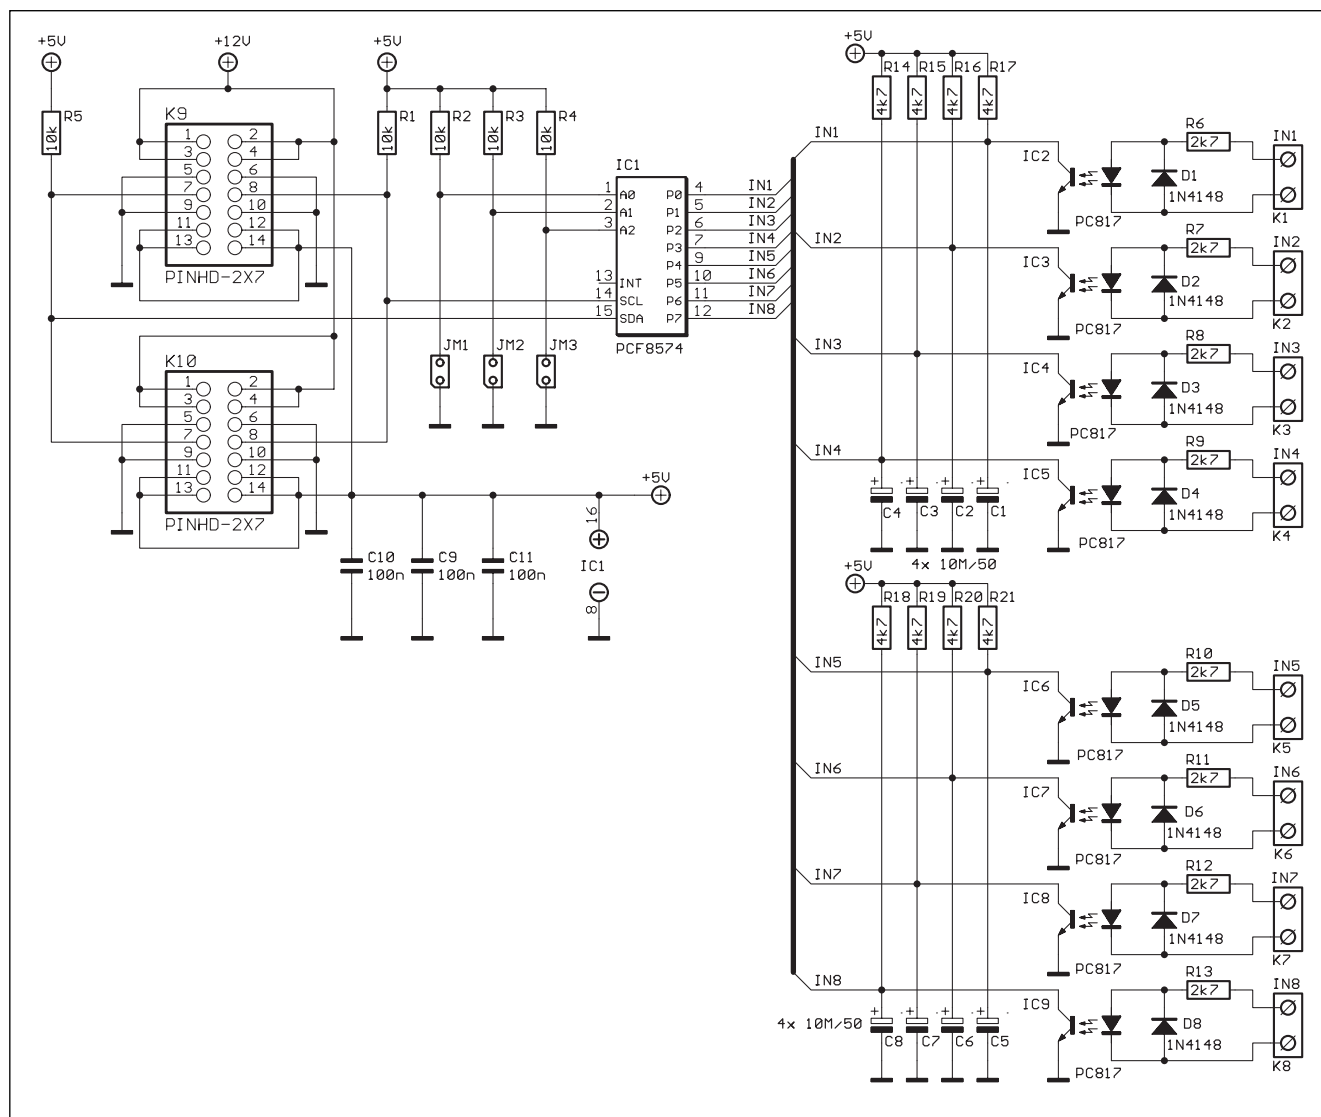 +5V
+12V
+5V
R5
10k
K9
1
2
3
4
5
6
7
8
9
10
11
12
13
14
PINHD-2X7
R1
10k
R2
10k
R3
10k
R4
10k
IC1
1
A0
2
A1
3
A2
13
INT
14
SCL
15
SDA
P0
4
IN1
P1
5
IN2
P2
6
IN3
P3
7
IN4
P4
9
IN5
P5
10
IN6
P6
11
IN7
P7
12
IN8
PCF8574
JM1
JM2
JM3
K10
1
2
3
4
5
6
7
8
9
10
11
12
13
14
PINHD-2X7
+5V
C10
100n
C9
100n
C11
100n
16
IC1
8
+5V
R14
4k7
R15
4k7
R16
4k7
R17
4k7
IN1
IC2
PC817
D1
1N4148
R6
2k7
IN1
K1
IN2
IC3
PC817
D2
1N4148
R7
2k7
IN2
K2
IN3
IC4
PC817
D3
1N4148
R8
2k7
IN3
K3
IN4
IC5
PC817
D4
1N4148
R9
2k7
IN4
K4
+
C4
+
C3
+
C2
+
C1
4x 10M/50
+5V
R18
4k7
R19
4k7
R20
4k7
R21
4k7
IN5
IC6
PC817
D5
1N4148
R10
2k7
IN5
K5
IN6
IC7
PC817
D6
1N4148
R11
2k7
IN6
K6
IN7
IC8
PC817
D7
1N4148
R12
2k7
IN7
K7
IN8
IC9
PC817
D8
1N4148
R13
2k7
IN8
K8
4x 10M/50
+
C8
+
C7
+
C6
+
C5